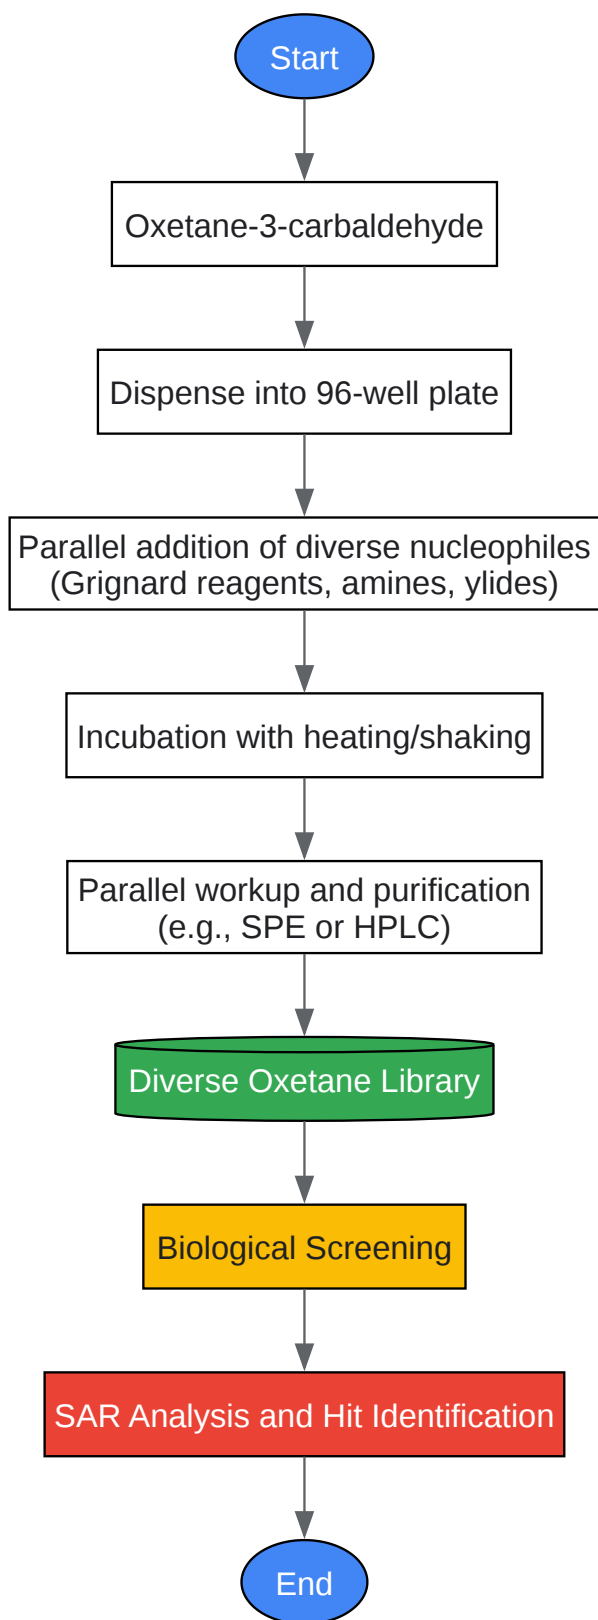 Start
Oxetane-3-carbaldehyde
Dispense into 96-well plate
Parallel addition of diverse nucleophiles
(Grignard reagents, amines, ylides)
Incubation with heating/shaking
Parallel workup and purification
(e.g., SPE or HPLC)
Diverse Oxetane Library
Biological Screening
SAR Analysis and Hit Identification
End